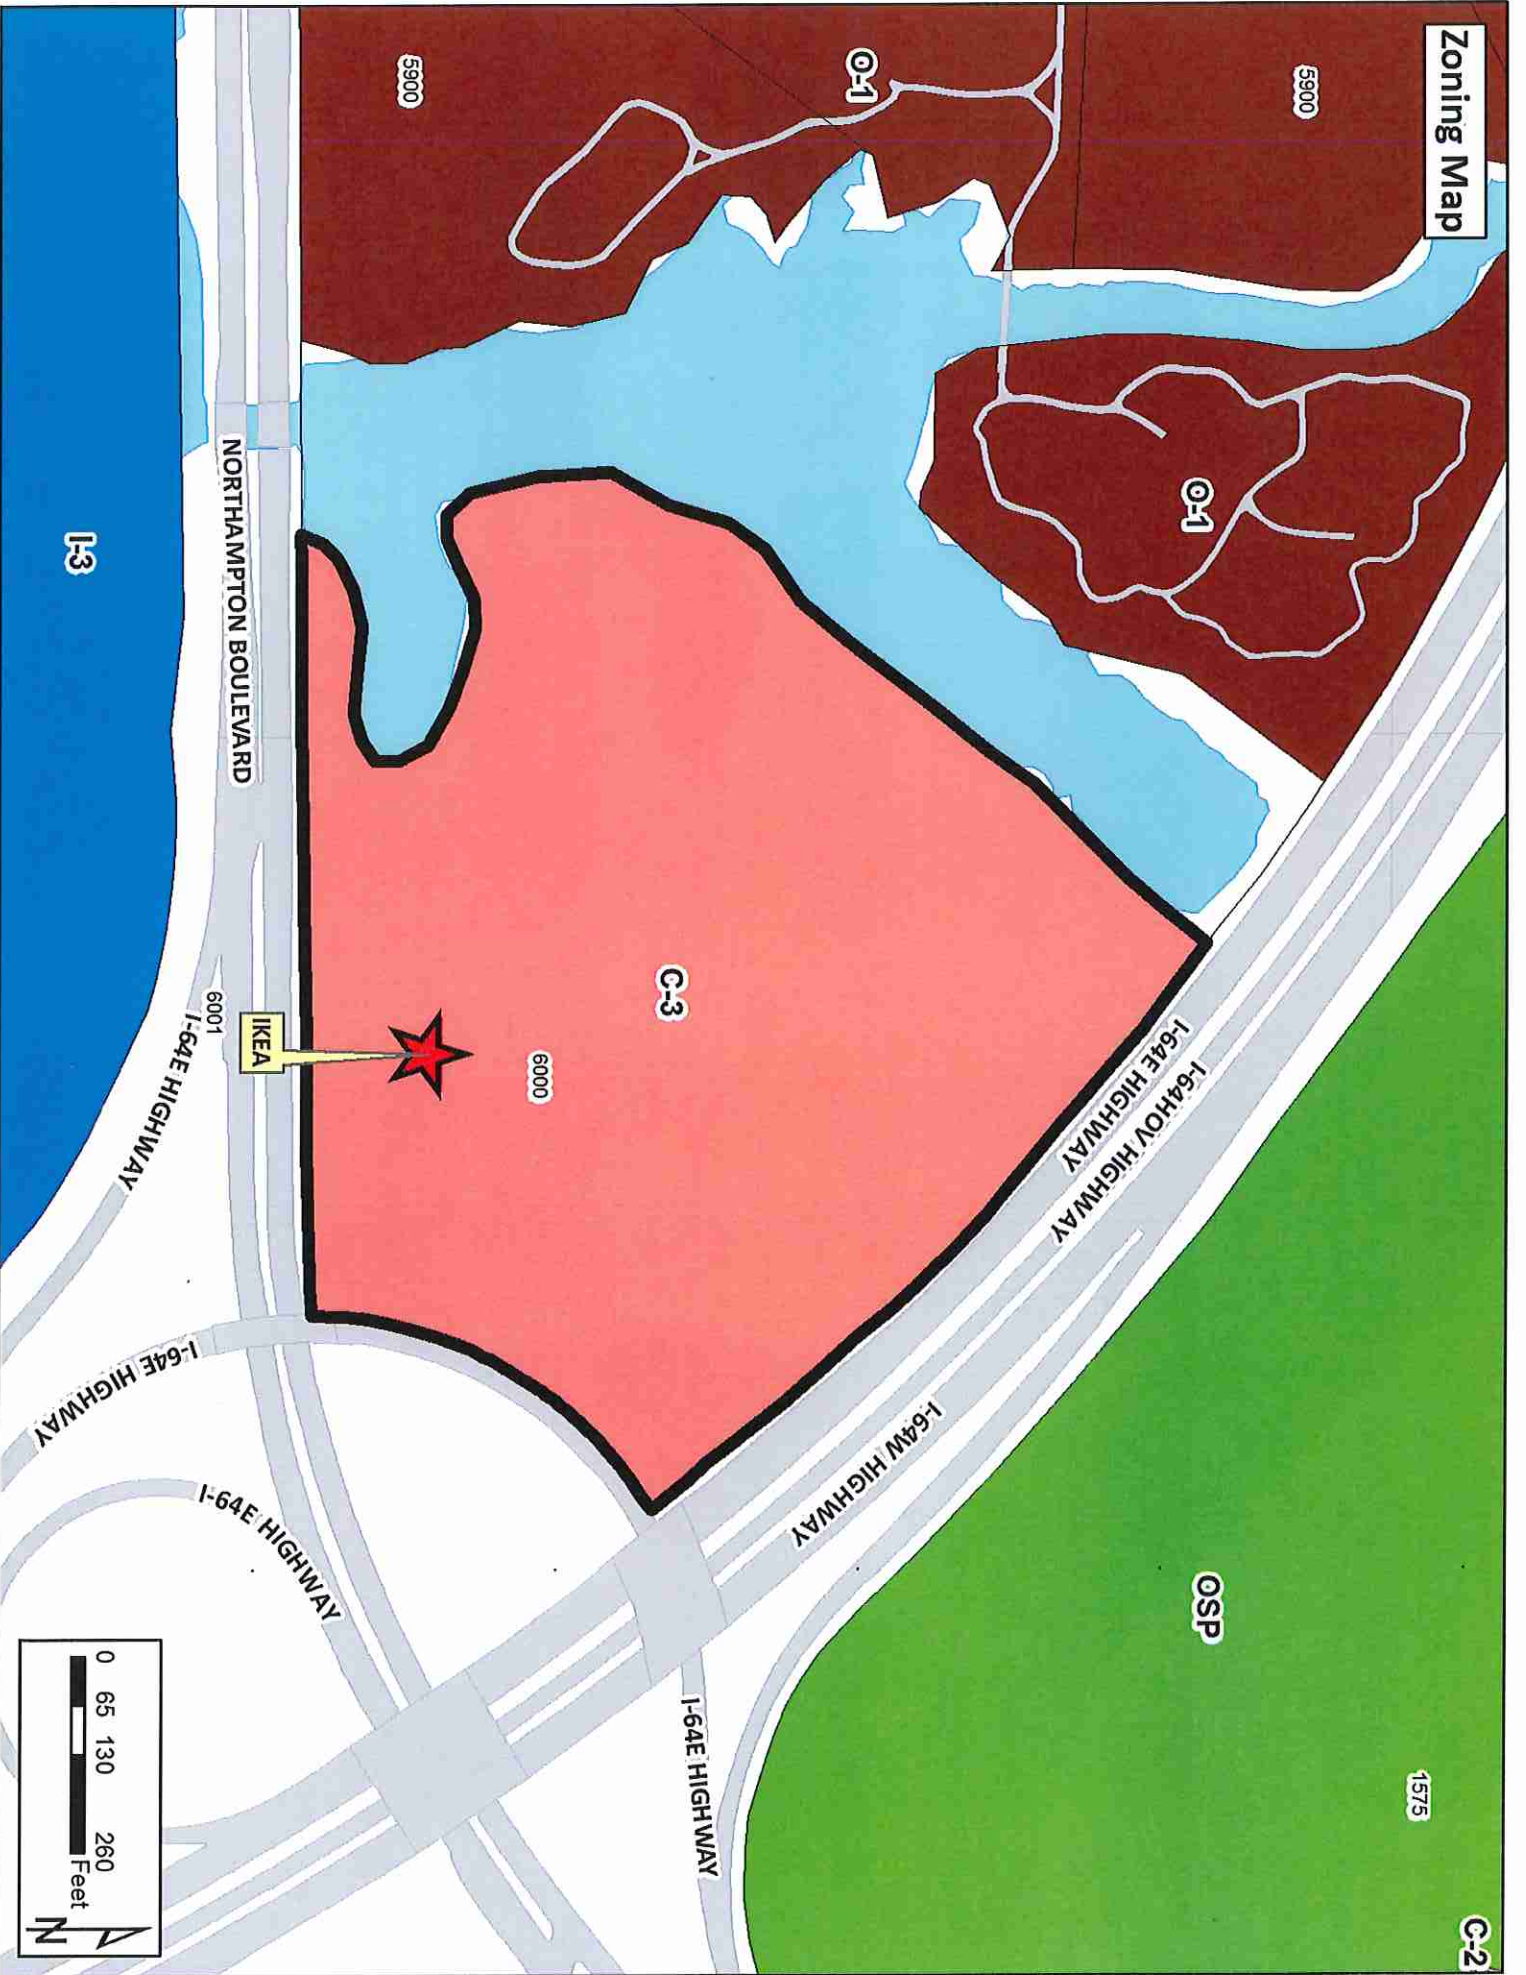 Zoning Map
5900
5900
O-1
O-1
C-2
1575
OSP
I-64E HIGHWAY
I-64HOV HIGHWAY
I-64W HIGHWAY
C-3
6000
IKEA
I-64E HIGHWAY
NORTHAMPTON BOULEVARD
6001
I-64E HIGHWAY
I-64E HIGHWAY
I-64E HIGHWAY
I-3
0 65 130 260
Feet
N